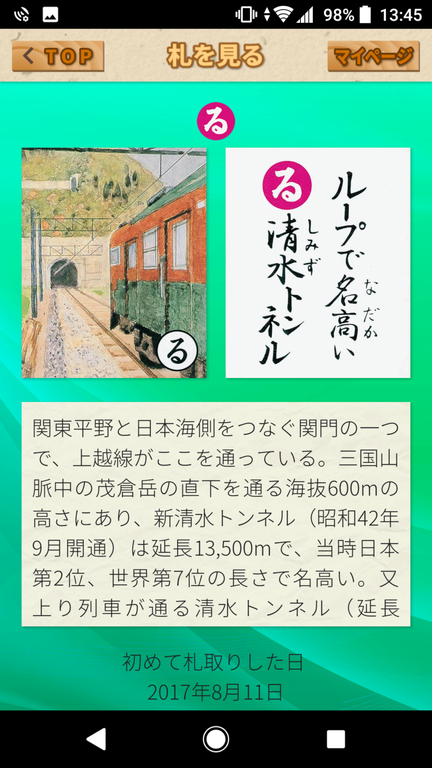 98% 13:45
TOP
札を見る
マイページ
る
る
る
ループで名高い
なだか
清水トンネル
しみず
関東平野と日本海側をつなぐ関門の一つ
で、上越線がここを通っている。三国山
脈中の茂倉岳の直下を通る海抜600mの
高さにあり、新清水トンネル（昭和42年
9月開通）は延長13,500mで、当時日本
第2位、世界第7位の長さで名高い。又
上り列車が通る清水トンネル（延長
初めて札取りした日
2017年8月11日